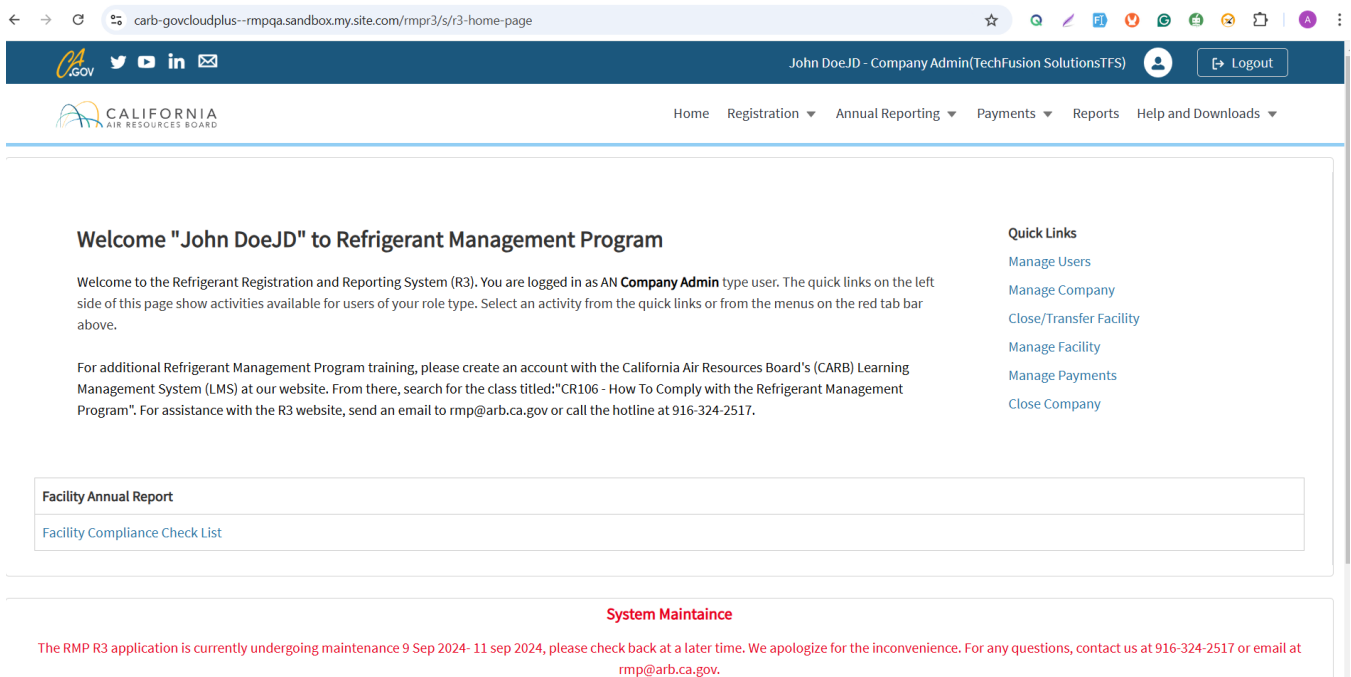 carb-govcloudplus--rmpqa.sandbox.my.site.com/rmpr3/s/r3-home-page
CA.GOV
John DoeJD - Company Admin(TechFusion SolutionsTFS)
Logout
CALIFORNIA
AIR RESOURCES BOARD
Home Registration Annual Reporting Payments Reports Help and Downloads
Welcome "John DoeJD" to Refrigerant Management Program
Welcome to the Refrigerant Registration and Reporting System (R3). You are logged in as AN Company Admin type user. The quick links on the left
side of this page show activities available for users of your role type. Select an activity from the quick links or from the menus on the red tab bar
above.
For additional Refrigerant Management Program training, please create an account with the California Air Resources Board's (CARB) Learning
Management System (LMS) at our website. From there, search for the class titled:"CR106 - How To Comply with the Refrigerant Management
Program". For assistance with the R3 website, send an email to rmp@arb.ca.gov or call the hotline at 916-324-2517.
Quick Links
Manage Users
Manage Company
Close/Transfer Facility
Manage Facility
Manage Payments
Close Company
Facility Annual Report
Facility Compliance Check List
System Maintaince
The RMP R3 application is currently undergoing maintenance 9 Sep 2024- 11 sep 2024, please check back at a later time. We apologize for the inconvenience. For any questions, contact us at 916-324-2517 or email at
rmp@arb.ca.gov.